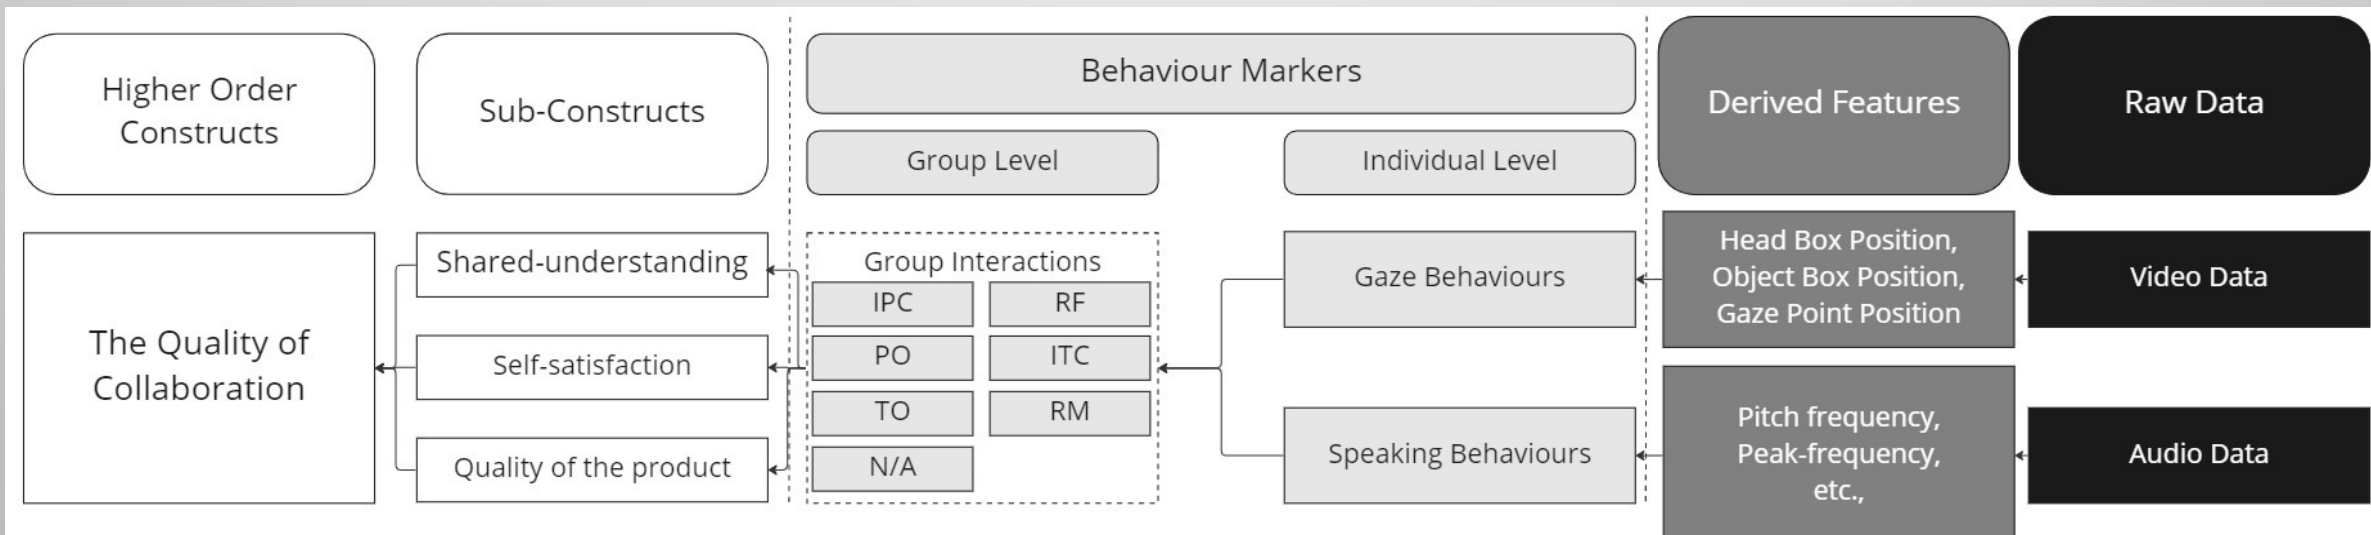 Higher Order
Constructs
Sub-Constructs
Behaviour Markers
Group Level
Individual Level
Derived Features
Raw Data
The Quality of
Collaboration
Shared-understanding
Self-satisfaction
Quality of the product
Group Interactions
IPC
RF
PO
ITC
TO
RM
N/A
Gaze Behaviours
Speaking Behaviours
Head Box Position,
Object Box Position,
Gaze Point Position
Pitch frequency,
Peak-frequency,
etc.,
Video Data
Audio Data